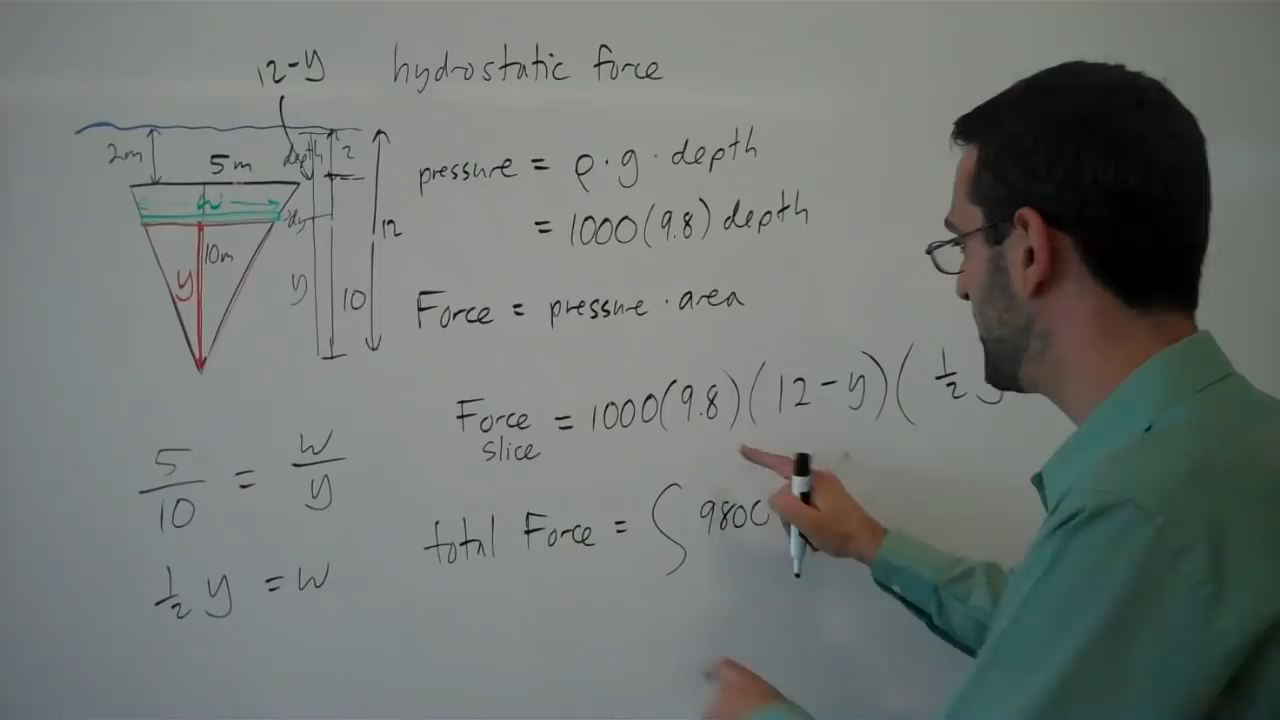 12-y hydrostatic force
2m 5m depth 2
pressure = ρ · g · depth
w
dy 12
= 1000(9.8) depth
10m
y y 10
Force = pressure · area
Force slice = 1000(9.8)(12-y)(1/2 y
5/10 = w/y
total Force = ∫ 9800
1/2 y = w